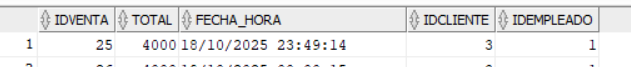 IDVENTA TOTAL FECHA_HORA IDCLIENTE IDEMPLEADO
1 25 4000 18/10/2025 23:49:14 3 1